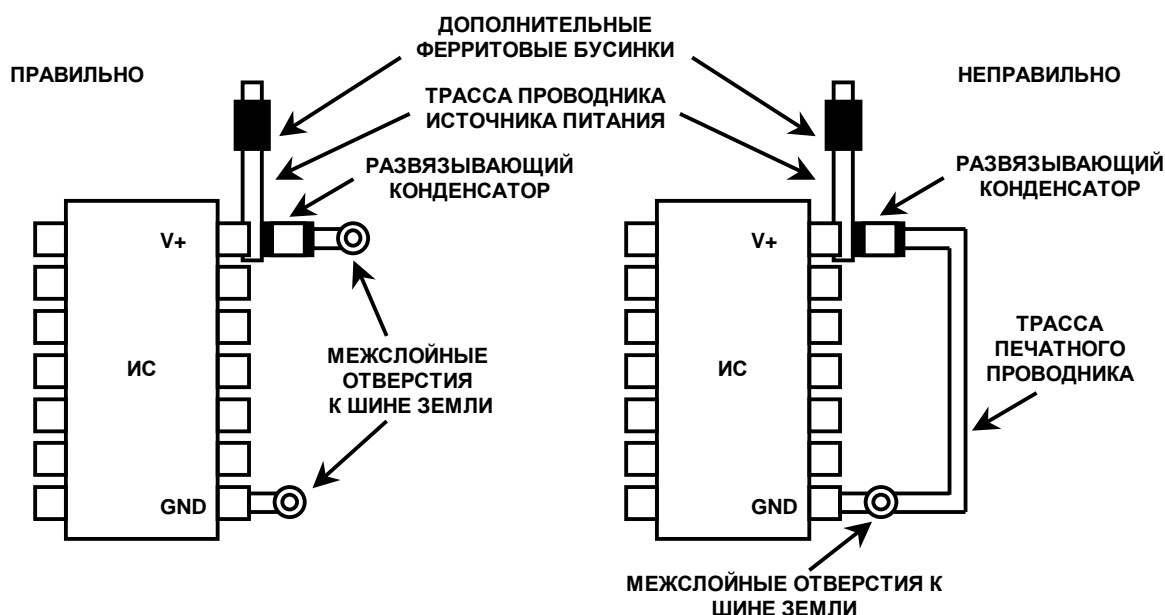 ПРАВИЛЬНО
ДОПОЛНИТЕЛЬНЫЕ
ФЕРРИТОВЫЕ БУСИНКИ
НЕПРАВИЛЬНО
ТРАССА ПРОВОДНИКА
ИСТОЧНИКА ПИТАНИЯ
РАЗВЯЗЫВАЮЩИЙ
КОНДЕНСАТОР
РАЗВЯЗЫВАЮЩИЙ
КОНДЕНСАТОР
V+
ИС
GND
МЕЖСЛОЙНЫЕ
ОТВЕРСТИЯ
К ШИНЕ ЗЕМЛИ
V+
ИС
GND
ТРАССА
ПЕЧАТНОГО
ПРОВОДНИКА
МЕЖСЛОЙНЫЕ ОТВЕРСТИЯ К
ШИНЕ ЗЕМЛИ